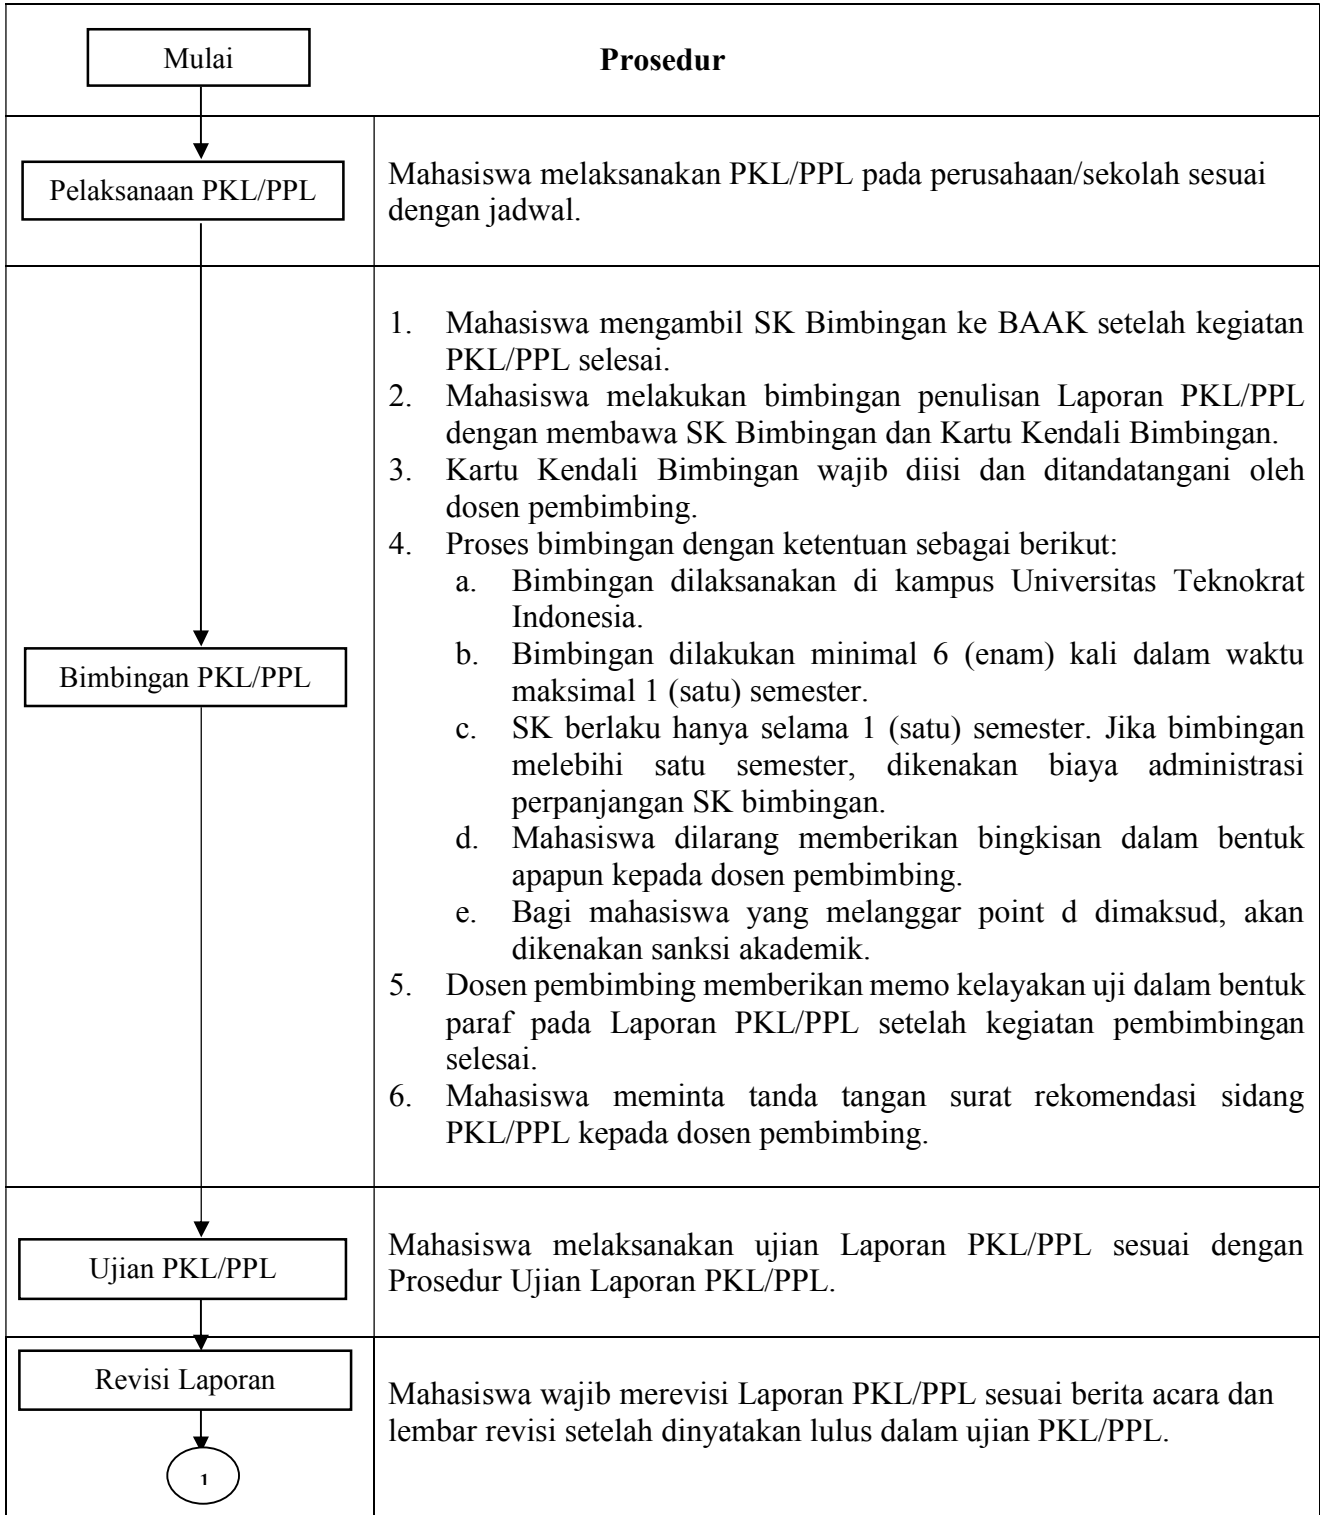 Mulai
Prosedur
Pelaksanaan PKL/PPL
Mahasiswa melaksanakan PKL/PPL pada perusahaan/sekolah sesuai
dengan jadwal.
Bimbingan PKL/PPL
1. Mahasiswa mengambil SK Bimbingan ke BAAK setelah kegiatan
PKL/PPL selesai.
2. Mahasiswa melakukan bimbingan penulisan Laporan PKL/PPL
dengan membawa SK Bimbingan dan Kartu Kendali Bimbingan.
3. Kartu Kendali Bimbingan wajib diisi dan ditandatangani oleh
dosen pembimbing.
4. Proses bimbingan dengan ketentuan sebagai berikut:
a. Bimbingan dilaksanakan di kampus Universitas Teknokrat
Indonesia.
b. Bimbingan dilakukan minimal 6 (enam) kali dalam waktu
maksimal 1 (satu) semester.
c. SK berlaku hanya selama 1 (satu) semester. Jika bimbingan
melebihi satu semester, dikenakan biaya administrasi
perpanjangan SK bimbingan.
d. Mahasiswa dilarang memberikan bingkisan dalam bentuk
apapun kepada dosen pembimbing.
e. Bagi mahasiswa yang melanggar point d dimaksud, akan
dikenakan sanksi akademik.
5. Dosen pembimbing memberikan memo kelayakan uji dalam bentuk
paraf pada Laporan PKL/PPL setelah kegiatan pembimbingan
selesai.
6. Mahasiswa meminta tanda tangan surat rekomendasi sidang
PKL/PPL kepada dosen pembimbing.
Ujian PKL/PPL
Mahasiswa melaksanakan ujian Laporan PKL/PPL sesuai dengan
Prosedur Ujian Laporan PKL/PPL.
Revisi Laporan
Mahasiswa wajib merevisi Laporan PKL/PPL sesuai berita acara dan
lembar revisi setelah dinyatakan lulus dalam ujian PKL/PPL.
1